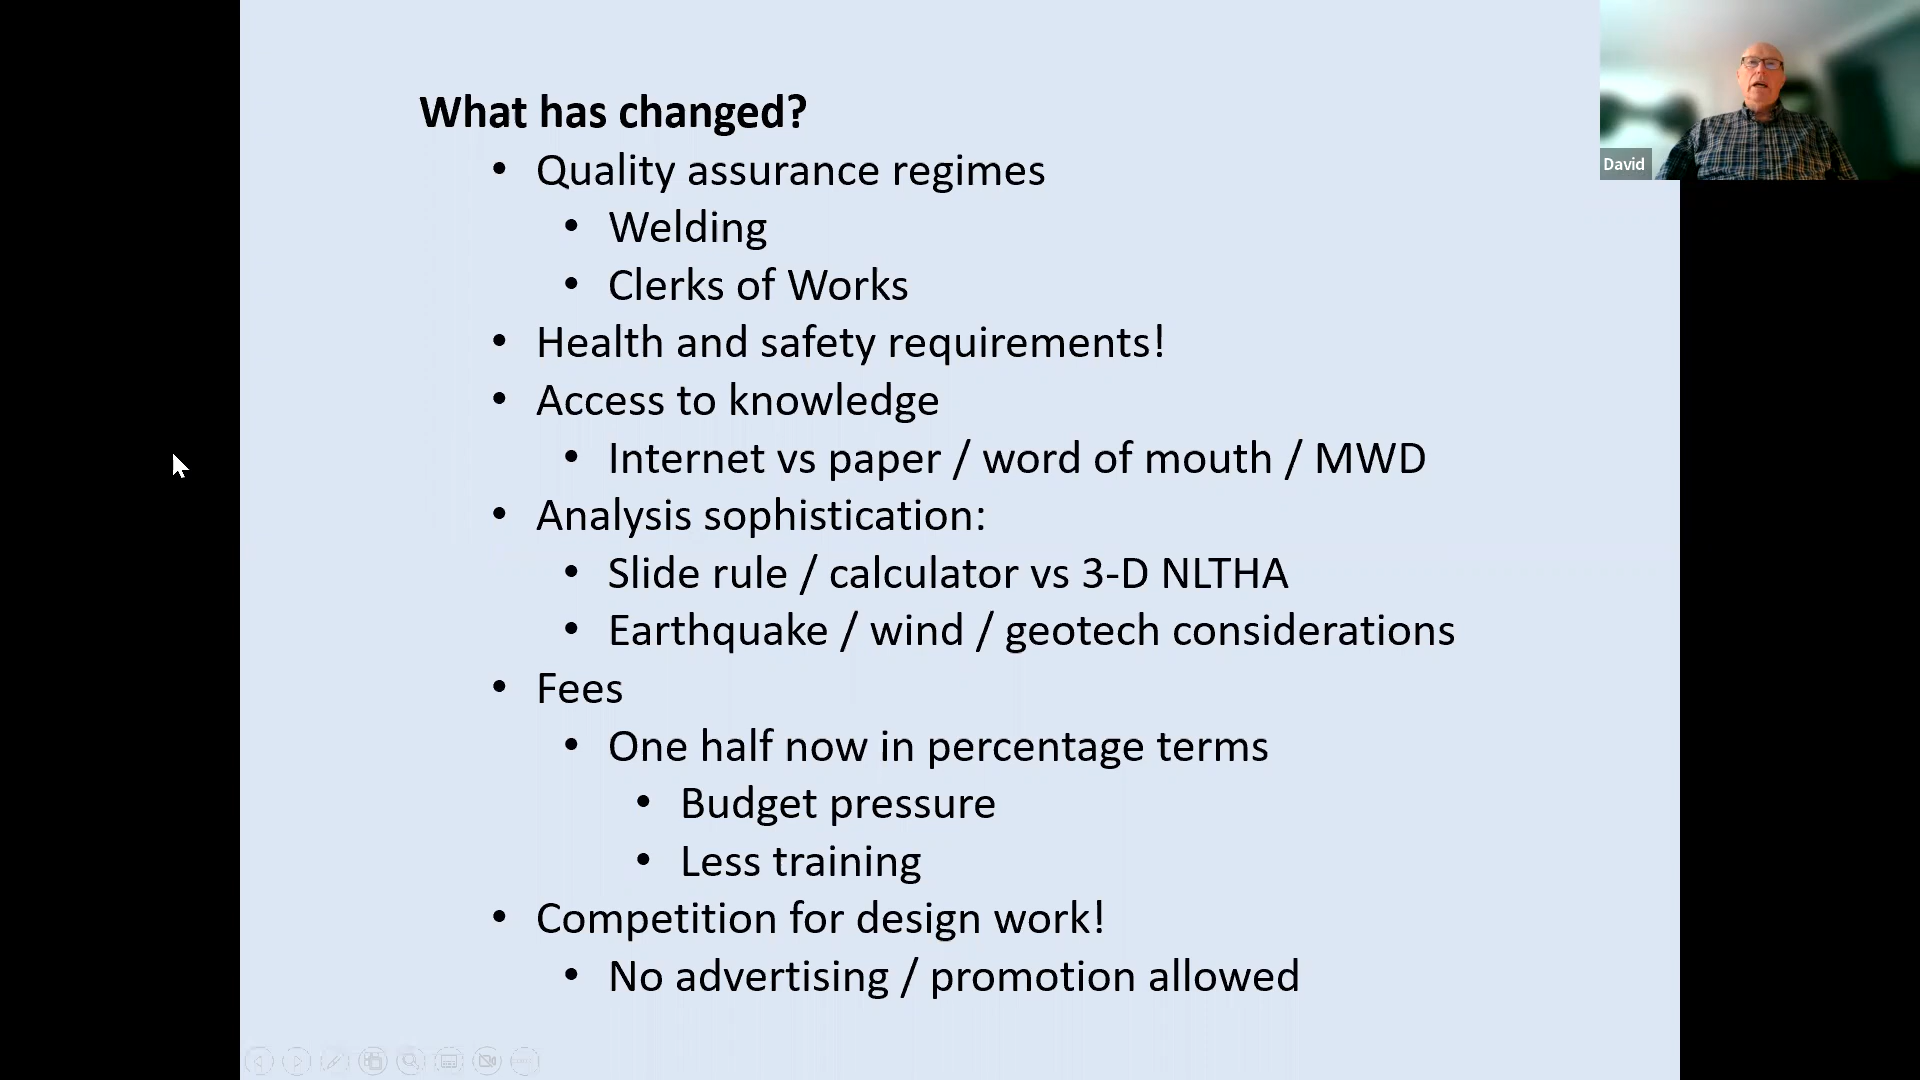 What has changed?
• Quality assurance regimes
• Welding
• Clerks of Works
• Health and safety requirements!
• Access to knowledge
• Internet vs paper / word of mouth / MWD
• Analysis sophistication:
• Slide rule / calculator vs 3-D NLTHA
• Earthquake / wind / geotech considerations
• Fees
• One half now in percentage terms
• Budget pressure
• Less training
• Competition for design work!
• No advertising / promotion allowed
David